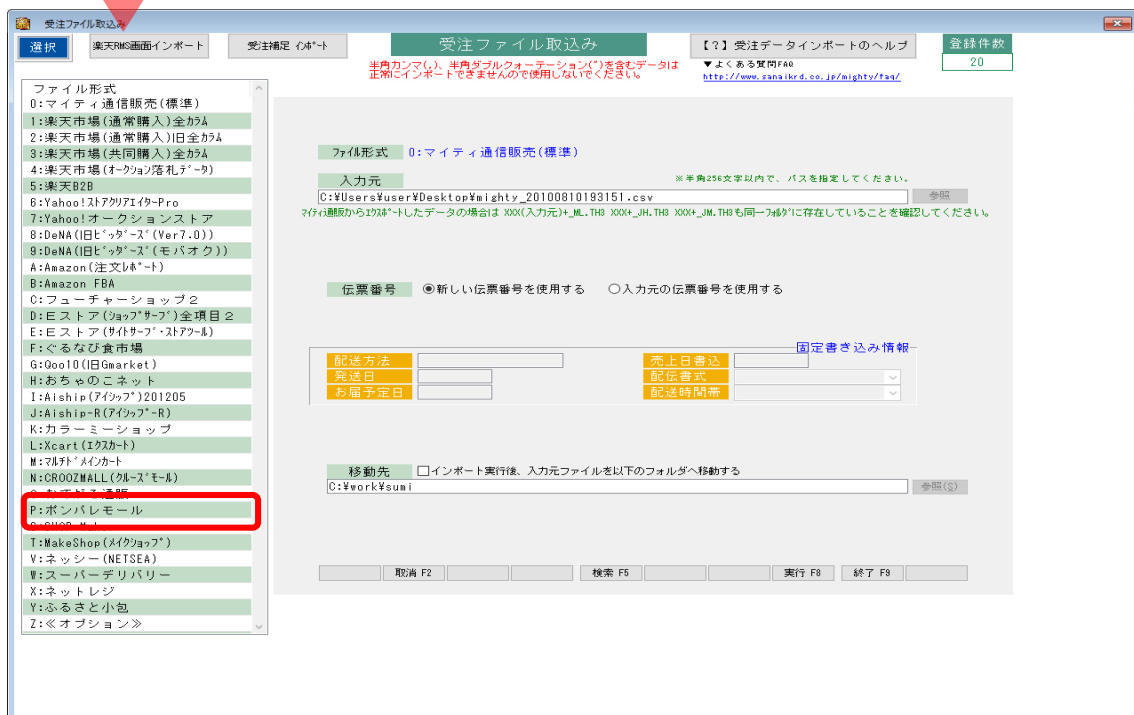 受注ファイル取込み
選択
楽天RMS画面インポート
受注補足 ｲﾝﾎﾟｰﾄ
受注ファイル取込み
【？】受注データインポートのヘルプ
登録件数
20
半角カンマ(,)、半角ダブルクォーテーション(")を含むデータは
正常にインポートできませんので使用しないでください。
▼よくある質問FAQ
http://www.sanaikrd.co.jp/mighty/faq/
ファイル形式
0:マイティ通信販売(標準)
1:楽天市場(通常購入)全ｶﾗﾑ
2:楽天市場(通常購入)旧全ｶﾗﾑ
3:楽天市場(共同購入)全ｶﾗﾑ
4:楽天市場(ｵｰｸｼｮﾝ落札ﾃﾞｰﾀ)
5:楽天B2B
6:Yahoo!ｽﾄｱｸﾘｱｴｲﾀｰPro
7:Yahoo!オークションストア
8:DeNA(旧ﾋﾞｯﾀﾞｰｽﾞ(Ver7.0))
9:DeNA(旧ﾋﾞｯﾀﾞｰｽﾞ(モバオク))
A:Amazon(注文ﾚﾎﾟｰﾄ)
B:Amazon FBA
C:フューチャーショップ２
D:Ｅストア(ｼｮｯﾌﾟｻｰﾌﾞ)全項目２
E:Ｅストア(ｻｲﾄｻｰﾌﾞ･ｽﾄｱﾂｰﾙ)
F:ぐるなび食市場
G:Qoo10(旧Gmarket)
H:おちゃのこネット
I:Aiship(ｱｲｼｯﾌﾟ)201205
J:Aiship-R(ｱｲｼｯﾌﾟ-R)
K:カラーミーショップ
L:Xcart(ｴｸｽｶｰﾄ)
M:ﾏﾙﾁﾄﾞﾒｲﾝｶｰﾄ
N:CROOZMALL(ｸﾙｰｽﾞﾓｰﾙ)
P:ポンパレモール
T:MakeShop(ﾒｲｸｼｮｯﾌﾟ)
V:ネッシー(NETSEA)
W:スーパーデリバリー
X:ネットレジ
Y:ふるさと小包
Z:≪オプション≫
ﾌｧｲﾙ形式
0:マイティ通信販売(標準)
入力元
※半角256文字以内で、パスを指定してください。
C:¥Users¥user¥Desktop¥mighty_20100810193151.csv
参照
ﾏｲﾃｨ通販からｴｸｽﾎﾟｰﾄしたデータの場合は XXX(入力元)+_ML.TH3 XXX+_JH.TH3 XXX+_JM.TH3も同一ﾌｫﾙﾀﾞに存在していることを確認してください。
伝票番号
新しい伝票番号を使用する
入力元の伝票番号を使用する
固定書き込み情報
配送方法
売上日書込
発送日
配伝書式
お届予定日
配送時間帯
移動先
インポート実行後、入力元ファイルを以下のフォルダへ移動する
C:¥work¥sumi
参照(S)
取消 F2
検索 F5
実行 F8
終了 F9